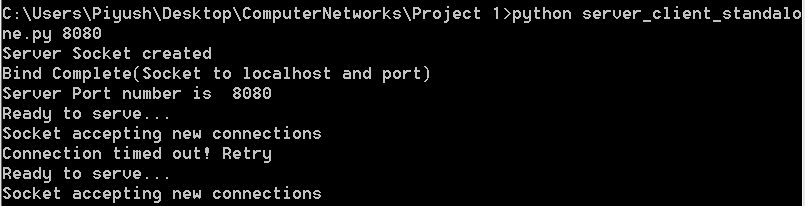 C:\Users\Piyush\Desktop\ComputerNetworks\Project 1>python server_client_standalo
ne.py 8080
Server Socket created
Bind Complete(Socket to localhost and port)
Server Port number is  8080
Ready to serve...
Socket accepting new connections
Connection timed out! Retry
Ready to serve...
Socket accepting new connections